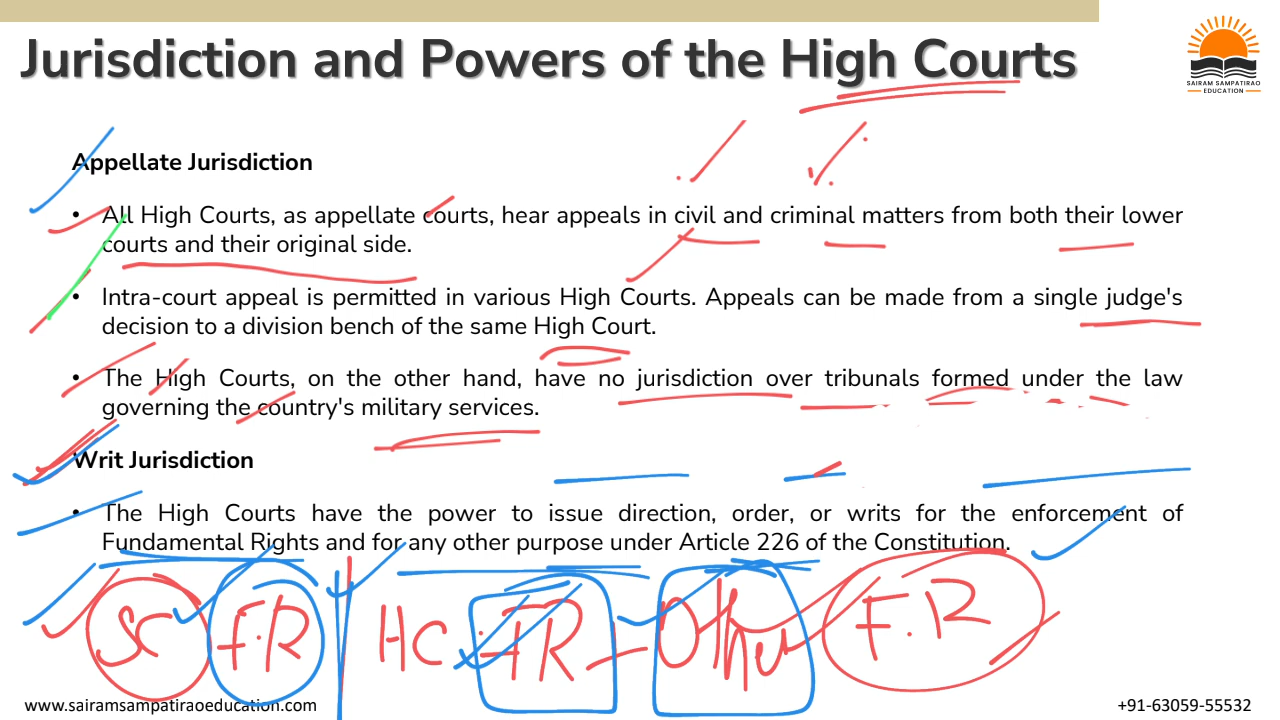 Jurisdiction and Powers of the High Courts
SAIRAM SAMPATIRAO
EDUCATION
Appellate Jurisdiction
• All High Courts, as appellate courts, hear appeals in civil and criminal matters from both their lower
courts and their original side.
• Intra-court appeal is permitted in various High Courts. Appeals can be made from a single judge's
decision to a division bench of the same High Court.
• The High Courts, on the other hand, have no jurisdiction over tribunals formed under the law
governing the country's military services.
Writ Jurisdiction
• The High Courts have the power to issue direction, order, or writs for the enforcement of
Fundamental Rights and for any other purpose under Article 226 of the Constitution.
SC F.R HC FR Other F.R
www.sairamsampatiraoeducation.com
+91-63059-55532